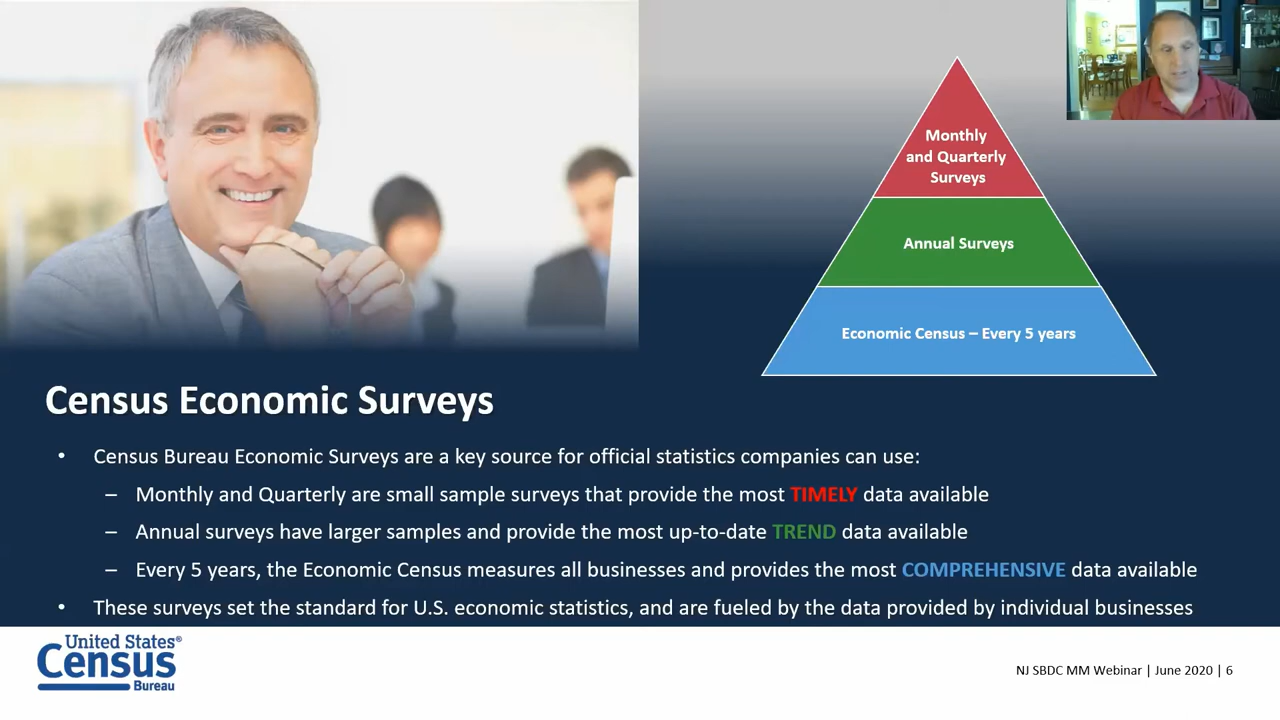 Monthly
and Quarterly
Surveys
Annual Surveys
Economic Census – Every 5 years
Census Economic Surveys
• Census Bureau Economic Surveys are a key source for official statistics companies can use:
– Monthly and Quarterly are small sample surveys that provide the most TIMELY data available
– Annual surveys have larger samples and provide the most up-to-date TREND data available
– Every 5 years, the Economic Census measures all businesses and provides the most COMPREHENSIVE data available
• These surveys set the standard for U.S. economic statistics, and are fueled by the data provided by individual businesses
United States®
Census
Bureau
NJ SBDC MM Webinar | June 2020 | 6